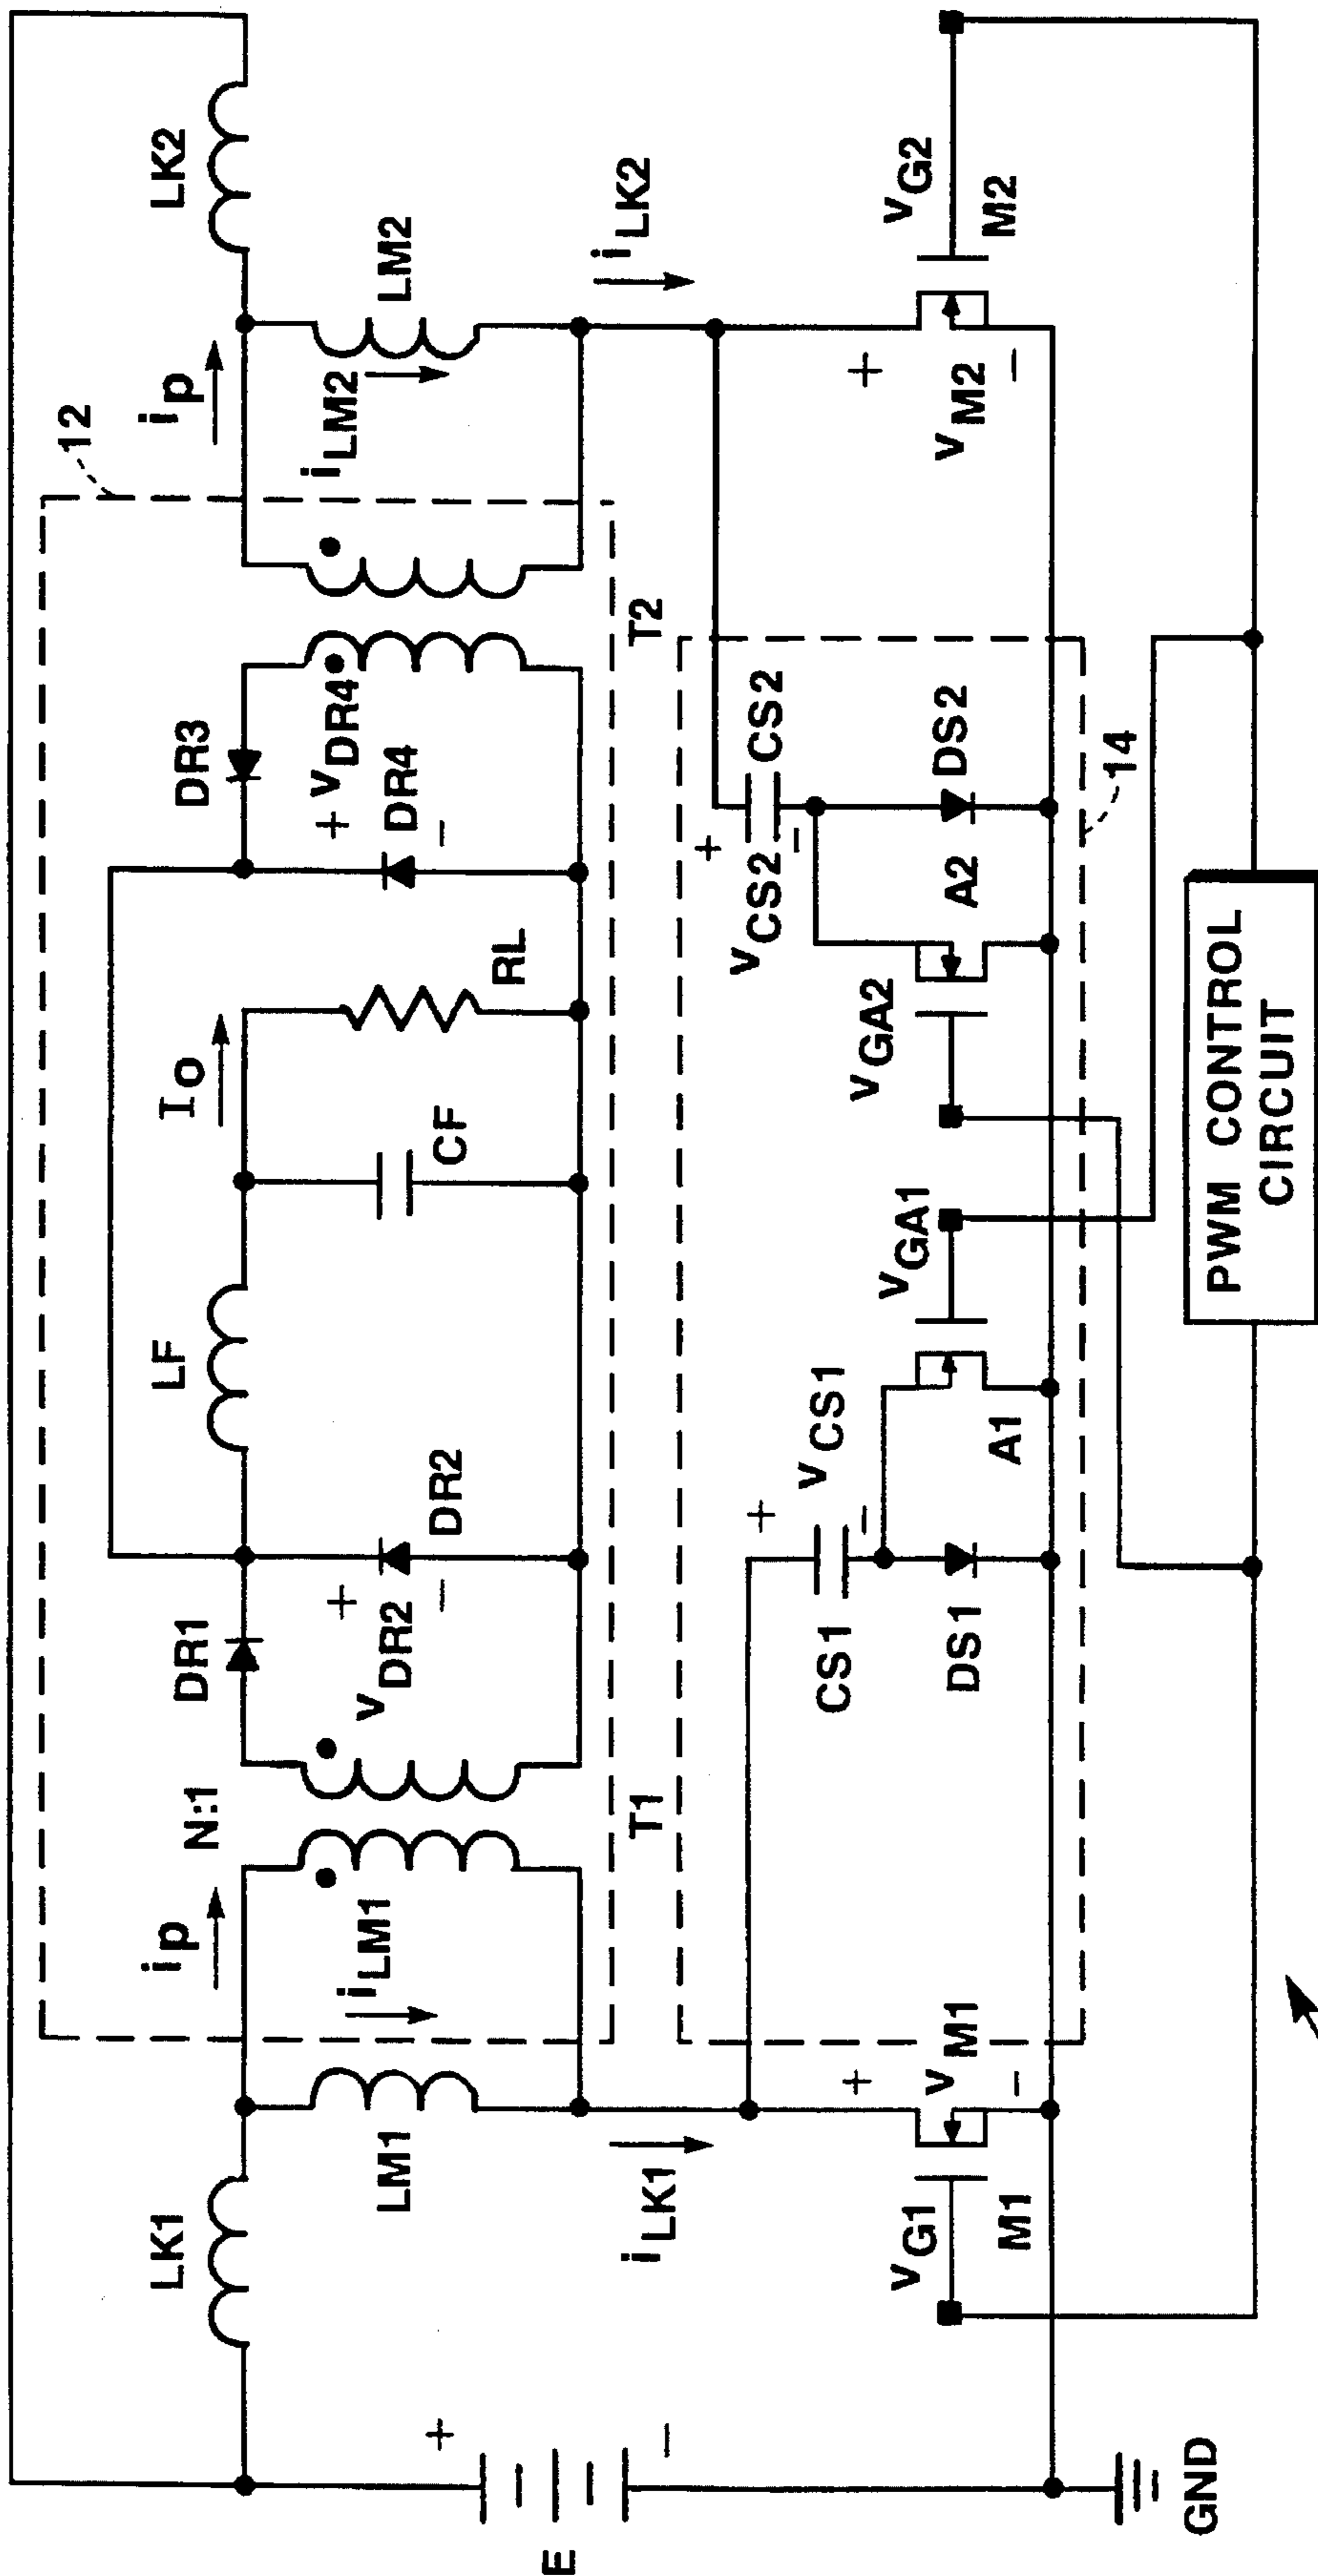 LK2
LK1
12
iP
iP
N:1
DR1
LF
IO
DR3
LM1
iLM1
VDR2
DR2
CF
RL
DR4
VDR4
iLM2
LM2
+
−
+
−
T1
T2
iLK1
iLK2
E
+
−
GND
VG1
M1
VM1
+
−
CS1
VCS1
+
−
DS1
A1
VGA1
VGA2
A2
VCS2
CS2
+
−
DS2
14
VM2
+
−
M2
VG2
PWM CONTROL
CIRCUIT